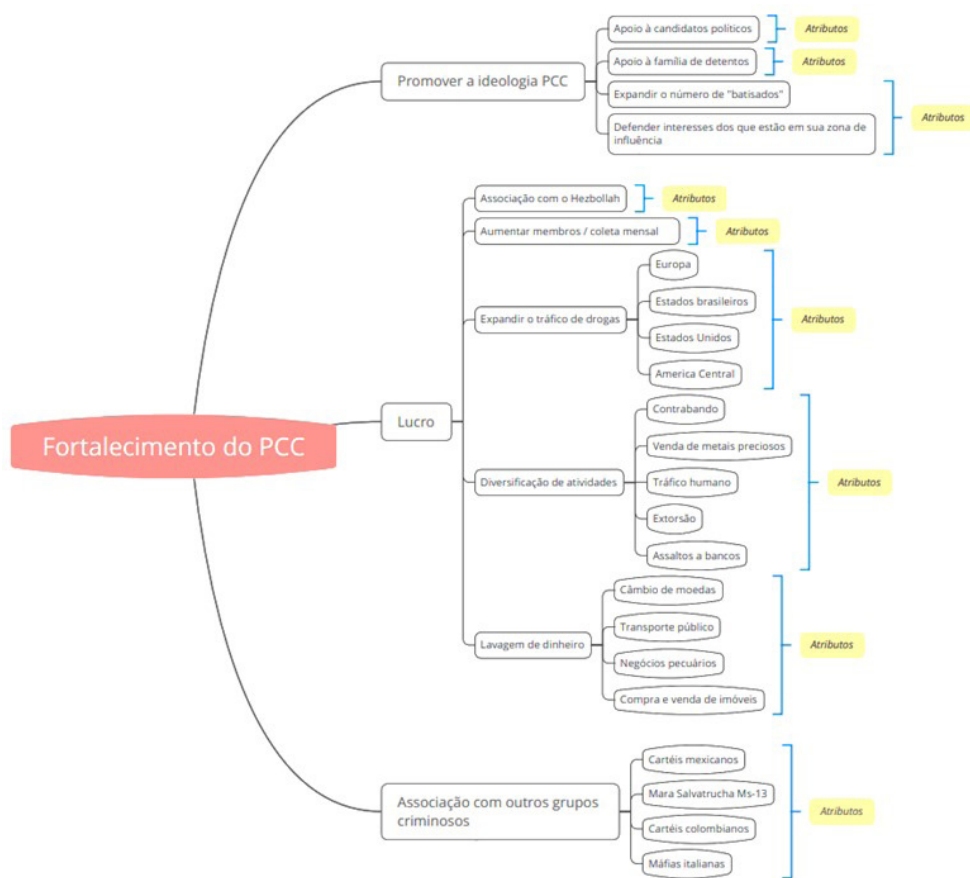 Fortalecimento do PCC
Promover a ideologia PCC
Apoio à candidatos políticos
Atributos
Apoio à família de detentos
Atributos
Expandir o número de "batisados"
Defender interesses dos que estão em sua zona de
influência
Atributos
Lucro
Associação com o Hezbollah
Atributos
Aumentar membros / coleta mensal
Atributos
Expandir o tráfico de drogas
Europa
Estados brasileiros
Estados Unidos
America Central
Atributos
Diversificação de atividades
Contrabando
Venda de metais preciosos
Tráfico humano
Extorsão
Assaltos a bancos
Atributos
Lavagem de dinheiro
Câmbio de moedas
Transporte público
Negócios pecuários
Compra e venda de imóveis
Atributos
Associação com outros grupos
criminosos
Cartéis mexicanos
Mara Salvatrucha Ms-13
Cartéis colombianos
Máfias italianas
Atributos